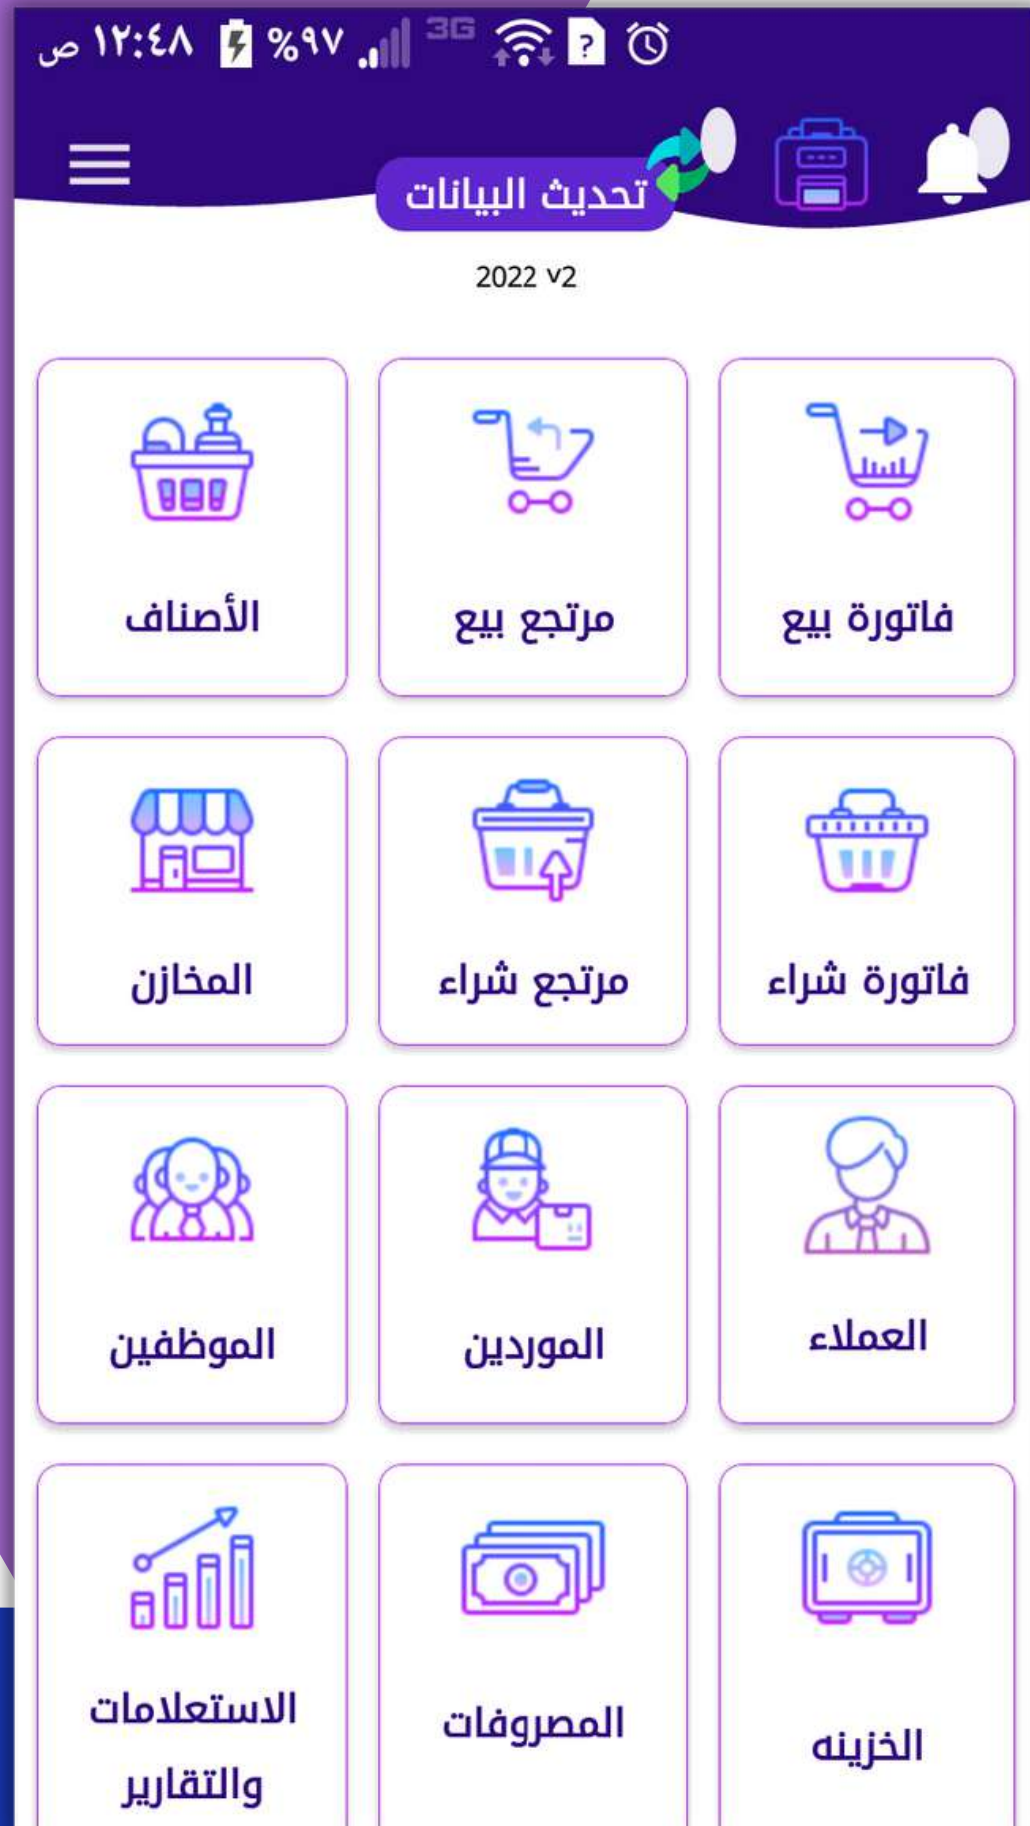 ١٢:٤٨ ص %٩٧ 3G ?
تحديث البيانات
2022 v2
فاتورة بيع
مرتجع بيع
الأصناف
فاتورة شراء
مرتجع شراء
المخازن
العملاء
الموردين
الموظفين
الخزينه
المصروفات
الاستعلامات
والتقارير